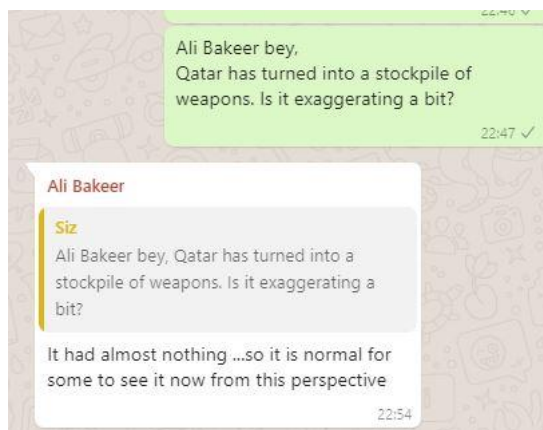 Ali Bakeer bey,
Qatar has turned into a stockpile of
weapons. Is it exaggerating a bit?
22:47
Ali Bakeer
Siz
Ali Bakeer bey, Qatar has turned into a
stockpile of weapons. Is it exaggerating a
bit?
It had almost nothing ...so it is normal for
some to see it now from this perspective
22:54